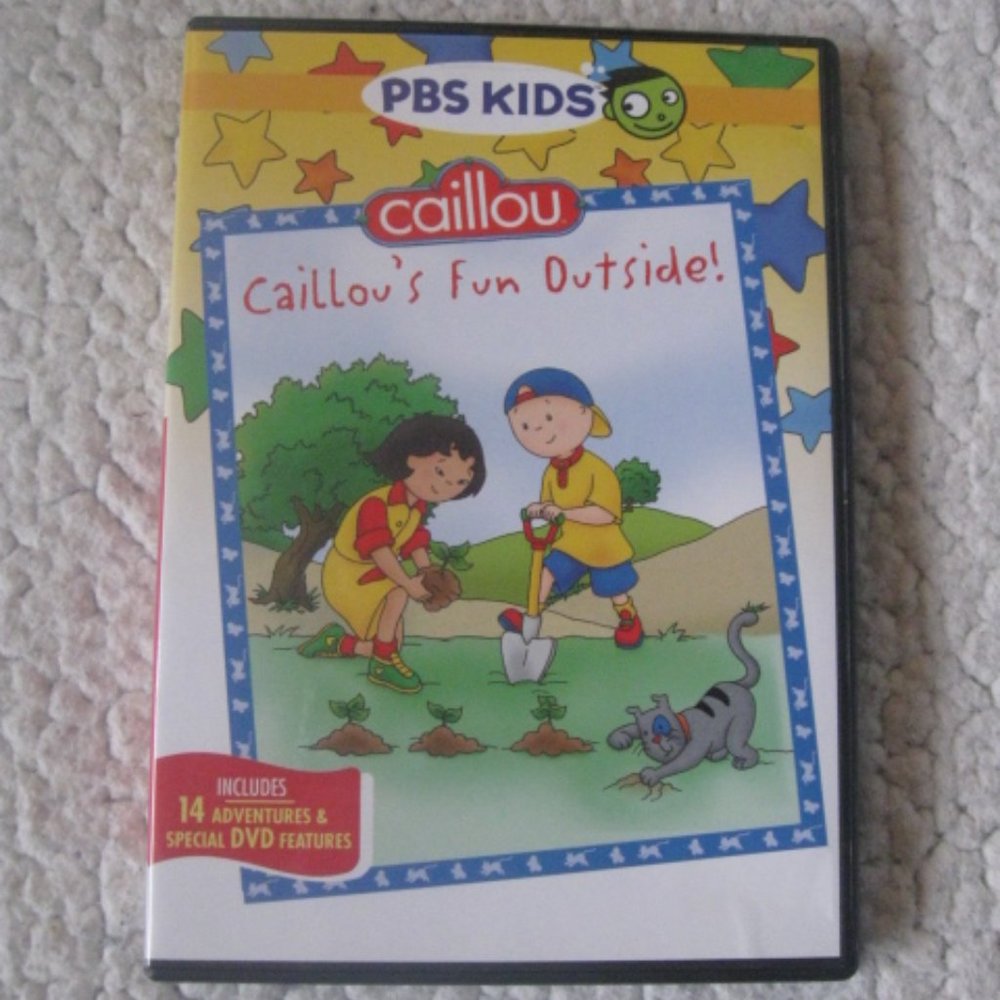 PBS KIDS
caillou
Caillou's Fun Outside!
INCLUDES
14 ADVENTURES &
SPECIAL DVD FEATURES